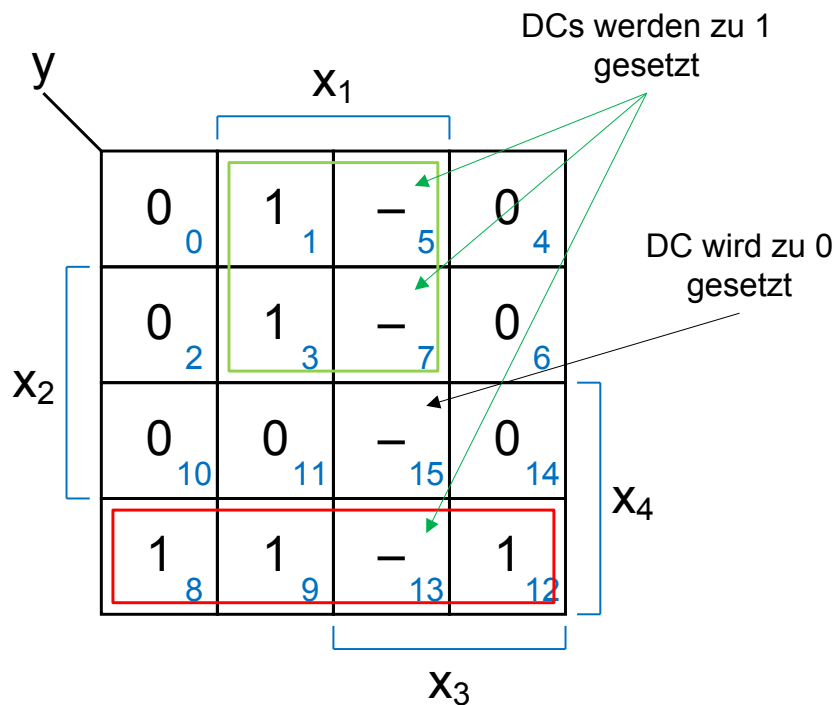 DCs werden zu 1
gesetzt
y
x₁
0 0 1 1 – 5 0 4
DC wird zu 0
gesetzt
0 2 1 3 – 7 0 6
x₂
0 10 0 11 – 15 0 14
x₄
1 8 1 9 – 13 1 12
x₃